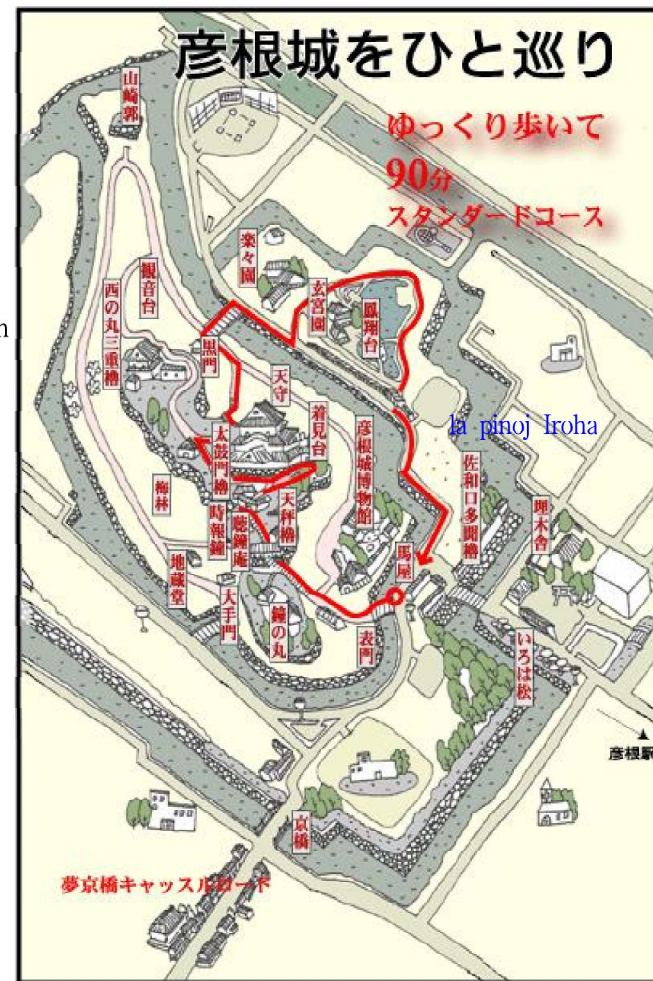 彦根城をひと巡り
ゆっくり歩いて
90分
スタンダードコース
山崎郭
楽々園
玄宮園
鳳翔台
観音台
西の丸三重櫓
黒門
天守
着見台
彦根城博物館
la pinoj Iroha
佐和口多聞櫓
太鼓門櫓
梅林
時報鐘
聴鐘庵
天秤櫓
馬屋
埋木舎
地蔵堂
大手門
鐘の丸
表門
いろは松
彦根駅
京橋
夢京橋キャッスルロード
n